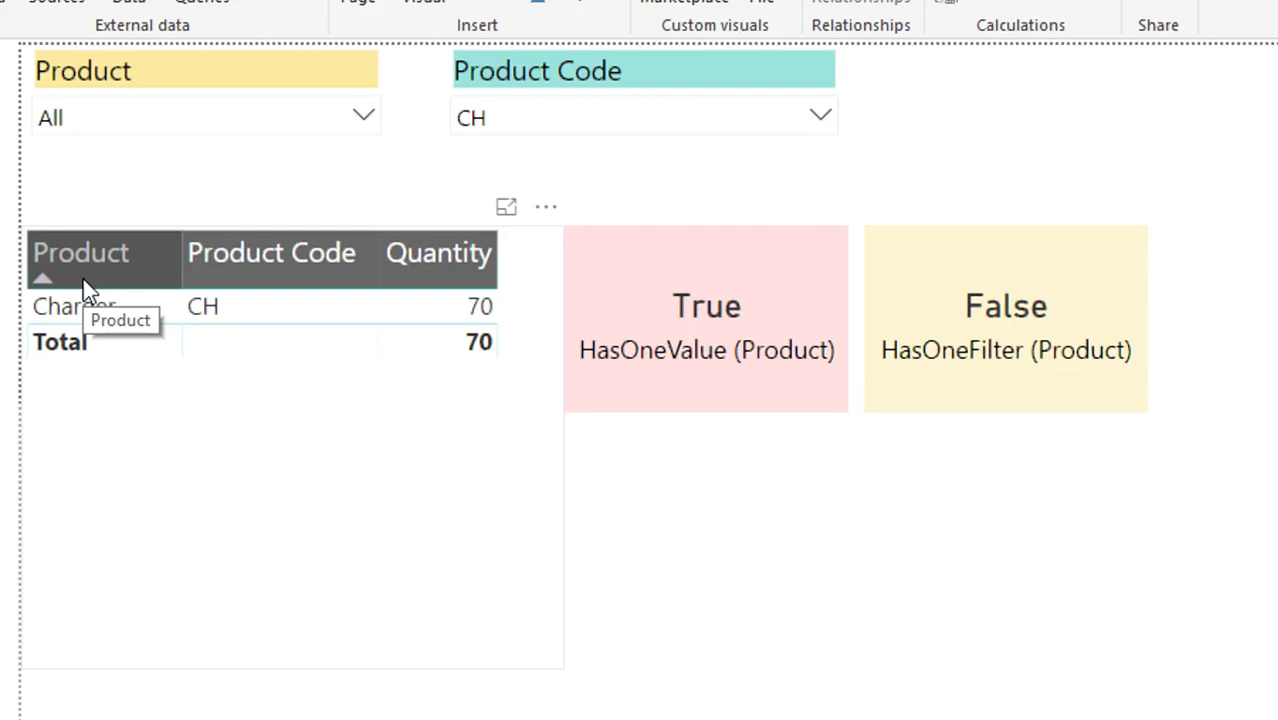 External data Insert Custom visuals Relationships Calculations Share
Product Product Code
All CH
Product Product Code Quantity
CH 70
Product
Total 70
True
HasOneValue (Product)
False
HasOneFilter (Product)